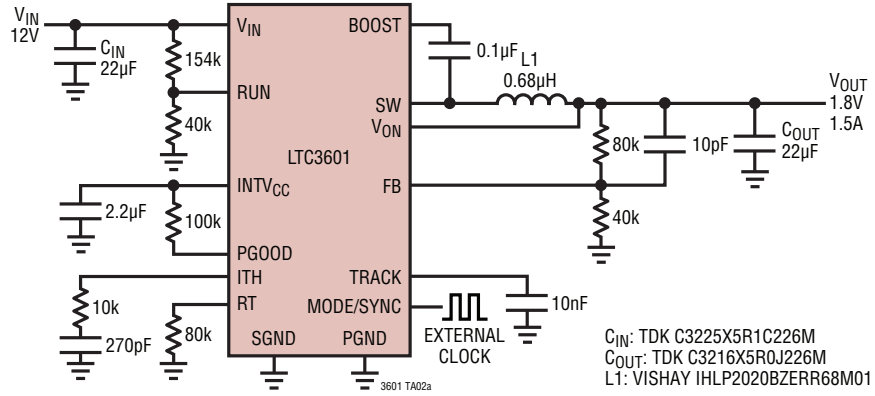 VIN
12V
CIN
22µF
154k
40k
2.2µF
100k
10k
270pF
80k
VIN
RUN
INTVCC
PGOOD
ITH
RT
SGND
LTC3601
BOOST
SW
VON
FB
TRACK
MODE/SYNC
PGND
0.1µF
L1
0.68µH
80k
10pF
40k
VOUT
1.8V
1.5A
COUT
22µF
10nF
EXTERNAL
CLOCK
3601 TA02a
CIN: TDK C3225X5R1C226M
COUT: TDK C3216X5R0J226M
L1: VISHAY IHLP2020BZERR68M01